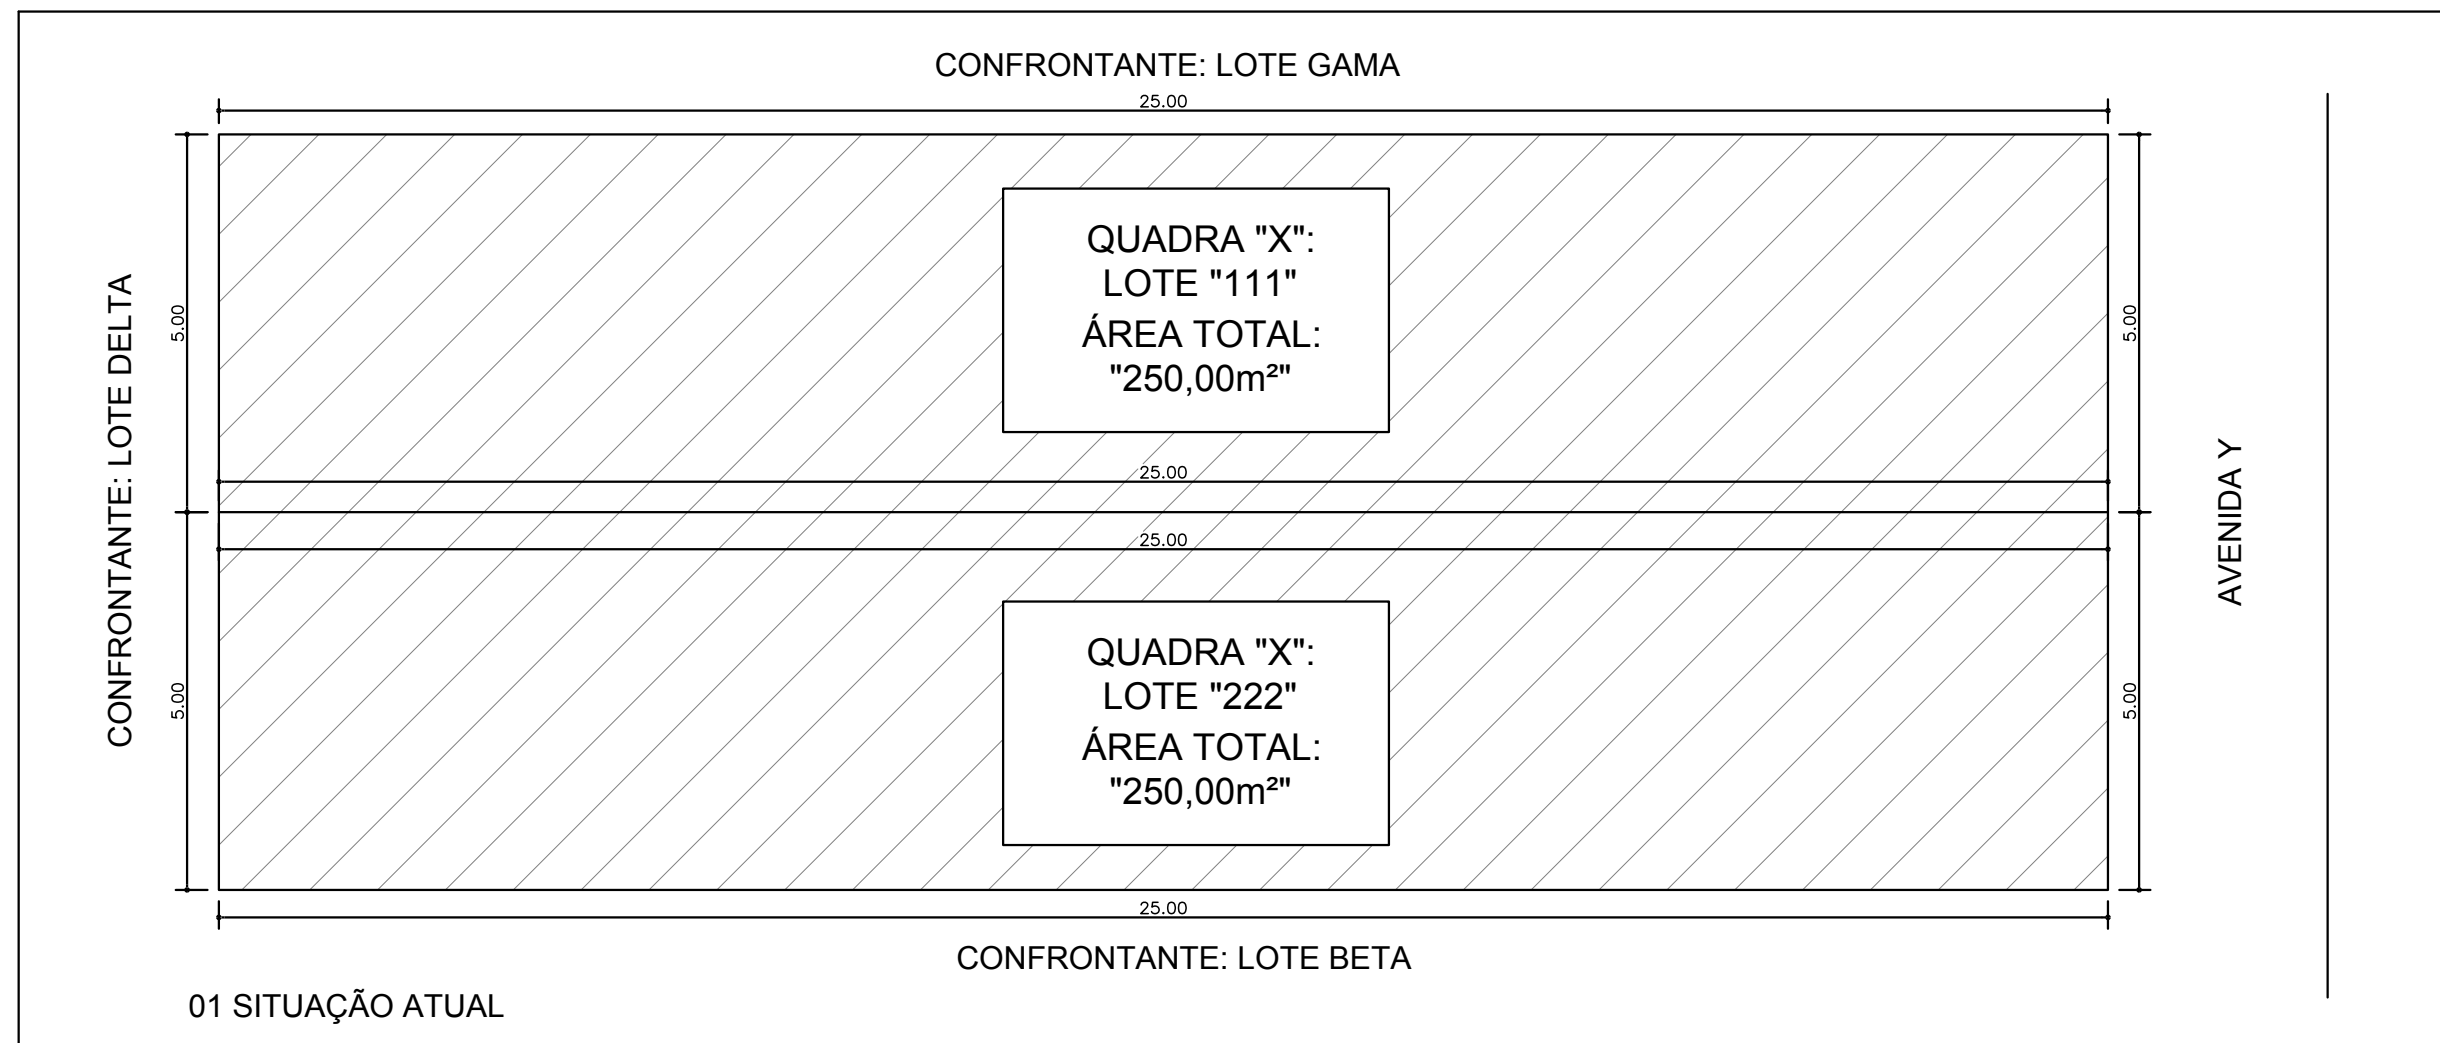 CONFRONTANTE: LOTE GAMA
25.00
QUADRA "X":
LOTE "111"
ÁREA TOTAL:
"250,00m²"
5.00
5.00
CONFRONTANTE: LOTE DELTA
25.00
25.00
AVENIDA Y
QUADRA "X":
LOTE "222"
ÁREA TOTAL:
"250,00m²"
5.00
5.00
25.00
CONFRONTANTE: LOTE BETA
01 SITUAÇÃO ATUAL